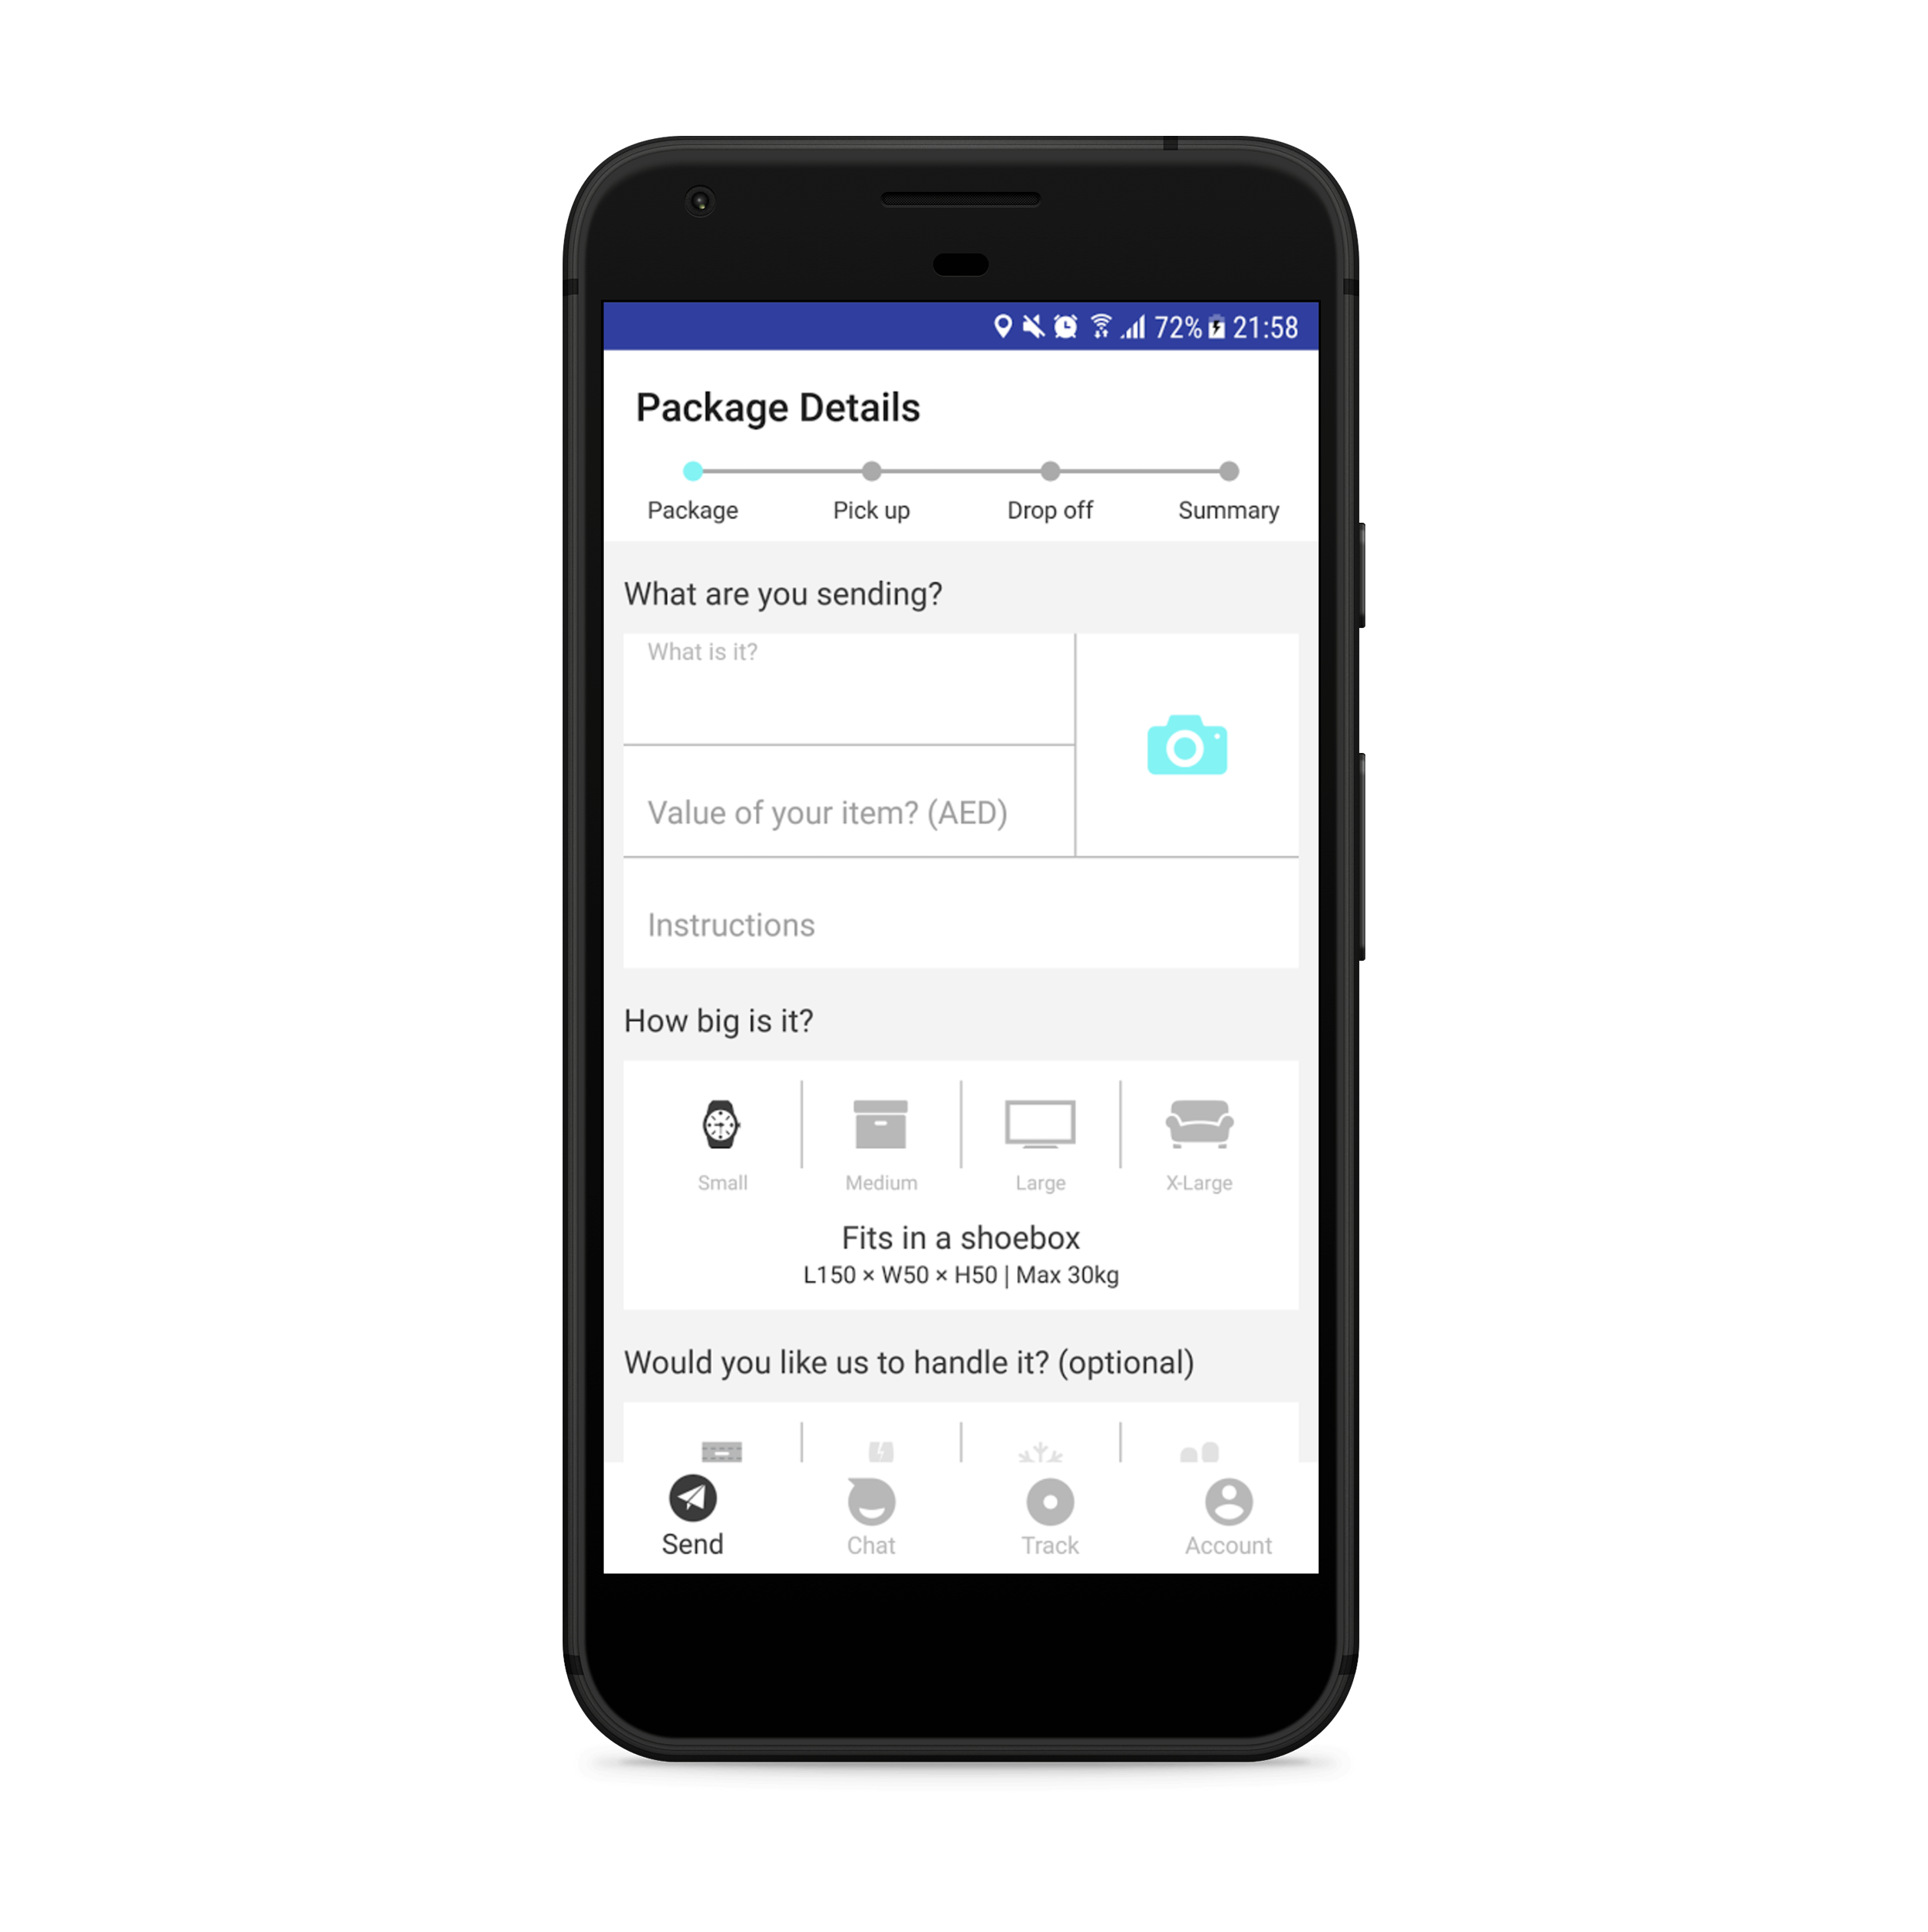 72% 21:58
Package Details
Package Pick up Drop off Summary
What are you sending?
What is it?
Value of your item? (AED)
Instructions
How big is it?
Small Medium Large X-Large
Fits in a shoebox
L150 × W50 × H50 | Max 30kg
Would you like us to handle it? (optional)
Send Chat Track Account